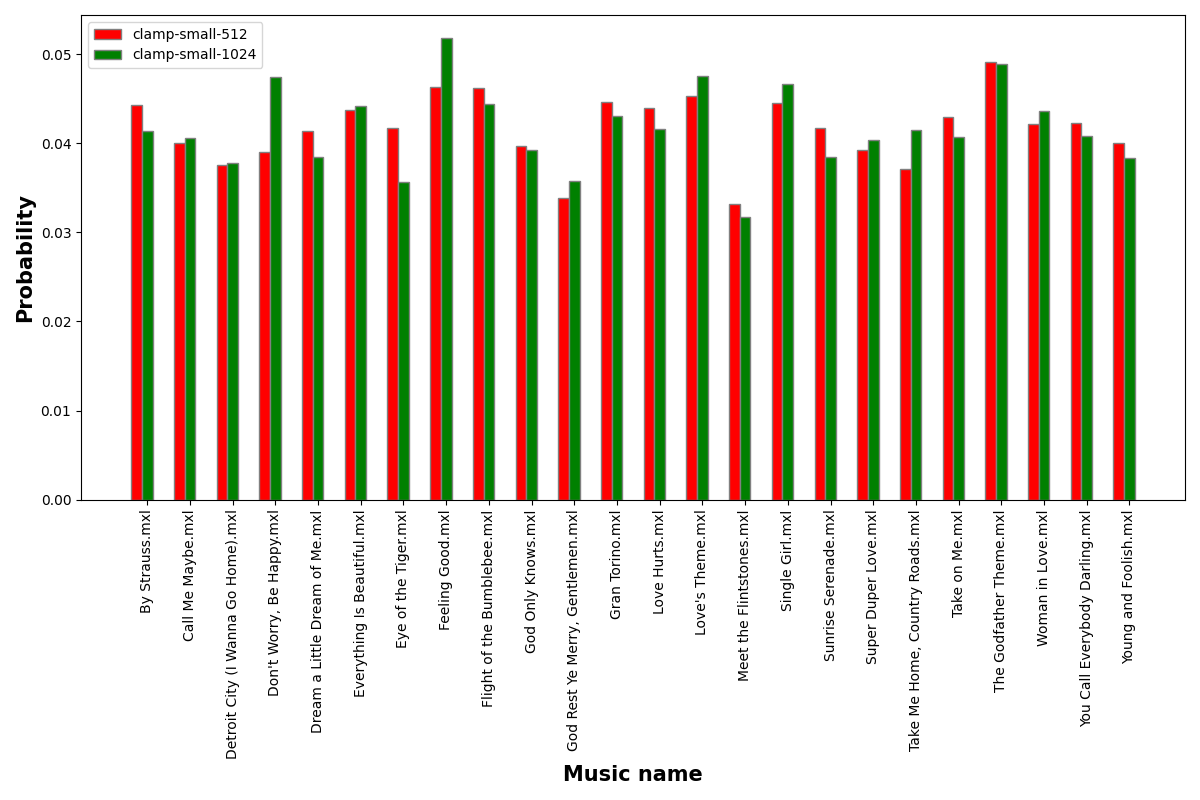 clamp-small-512
clamp-small-1024
0.05
0.04
0.03
0.02
0.01
0.00
Probability
By Strauss.mxl
Call Me Maybe.mxl
Detroit City (I Wanna Go Home).mxl
Don't Worry, Be Happy.mxl
Dream a Little Dream of Me.mxl
Everything Is Beautiful.mxl
Eye of the Tiger.mxl
Feeling Good.mxl
Flight of the Bumblebee.mxl
God Only Knows.mxl
God Rest Ye Merry, Gentlemen.mxl
Gran Torino.mxl
Love Hurts.mxl
Love's Theme.mxl
Meet the Flintstones.mxl
Single Girl.mxl
Sunrise Serenade.mxl
Super Duper Love.mxl
Take Me Home, Country Roads.mxl
Take on Me.mxl
The Godfather Theme.mxl
Woman in Love.mxl
You Call Everybody Darling.mxl
Young and Foolish.mxl
Music name